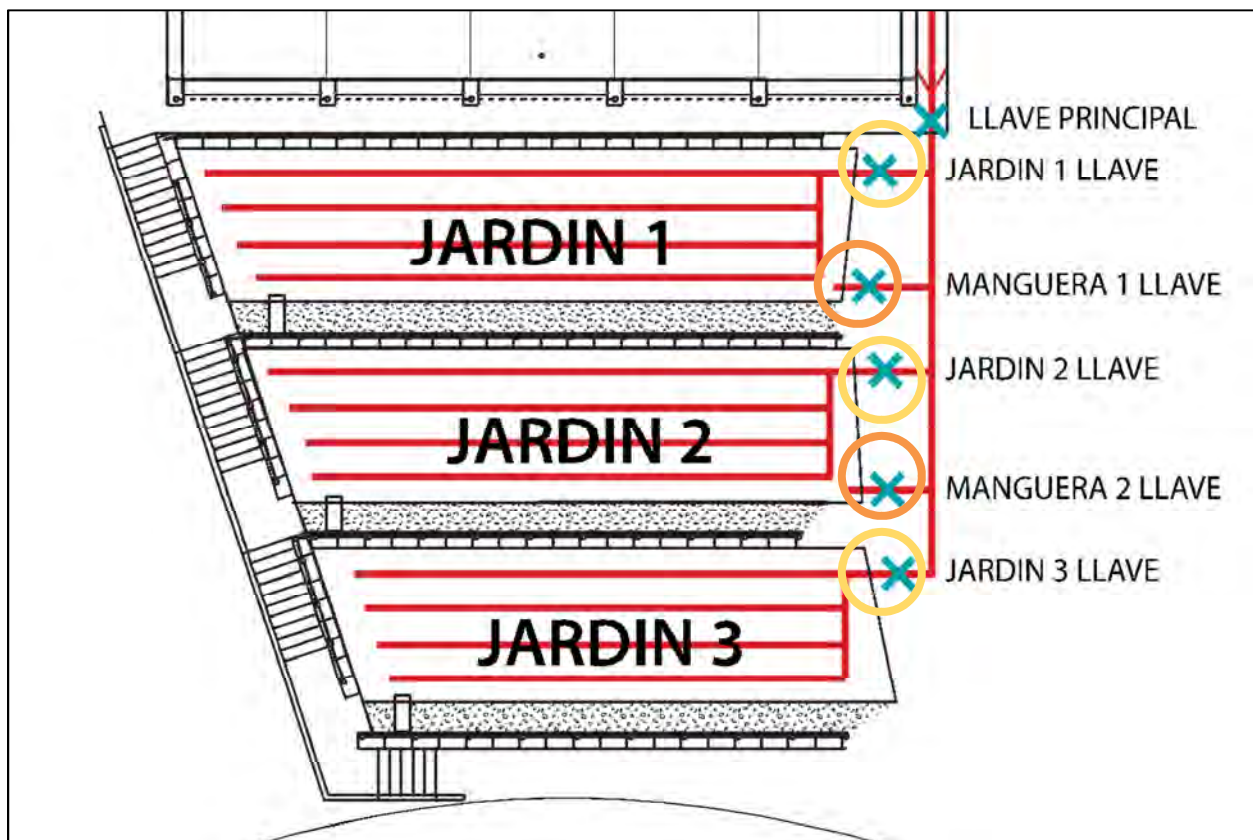 LLAVE PRINCIPAL
JARDIN 1 LLAVE
JARDIN 1
MANGUERA 1 LLAVE
JARDIN 2 LLAVE
JARDIN 2
MANGUERA 2 LLAVE
JARDIN 3 LLAVE
JARDIN 3